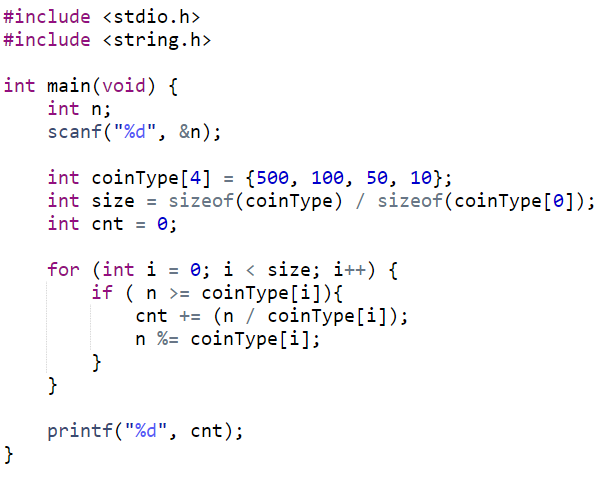 #include <stdio.h>
#include <string.h>

int main(void) {
    int n;
    scanf("%d", &n);

    int coinType[4] = {500, 100, 50, 10};
    int size = sizeof(coinType) / sizeof(coinType[0]);
    int cnt = 0;

    for (int i = 0; i < size; i++) {
        if ( n >= coinType[i]){
            cnt += (n / coinType[i]);
            n %= coinType[i];
        }
    }

    printf("%d", cnt);
}